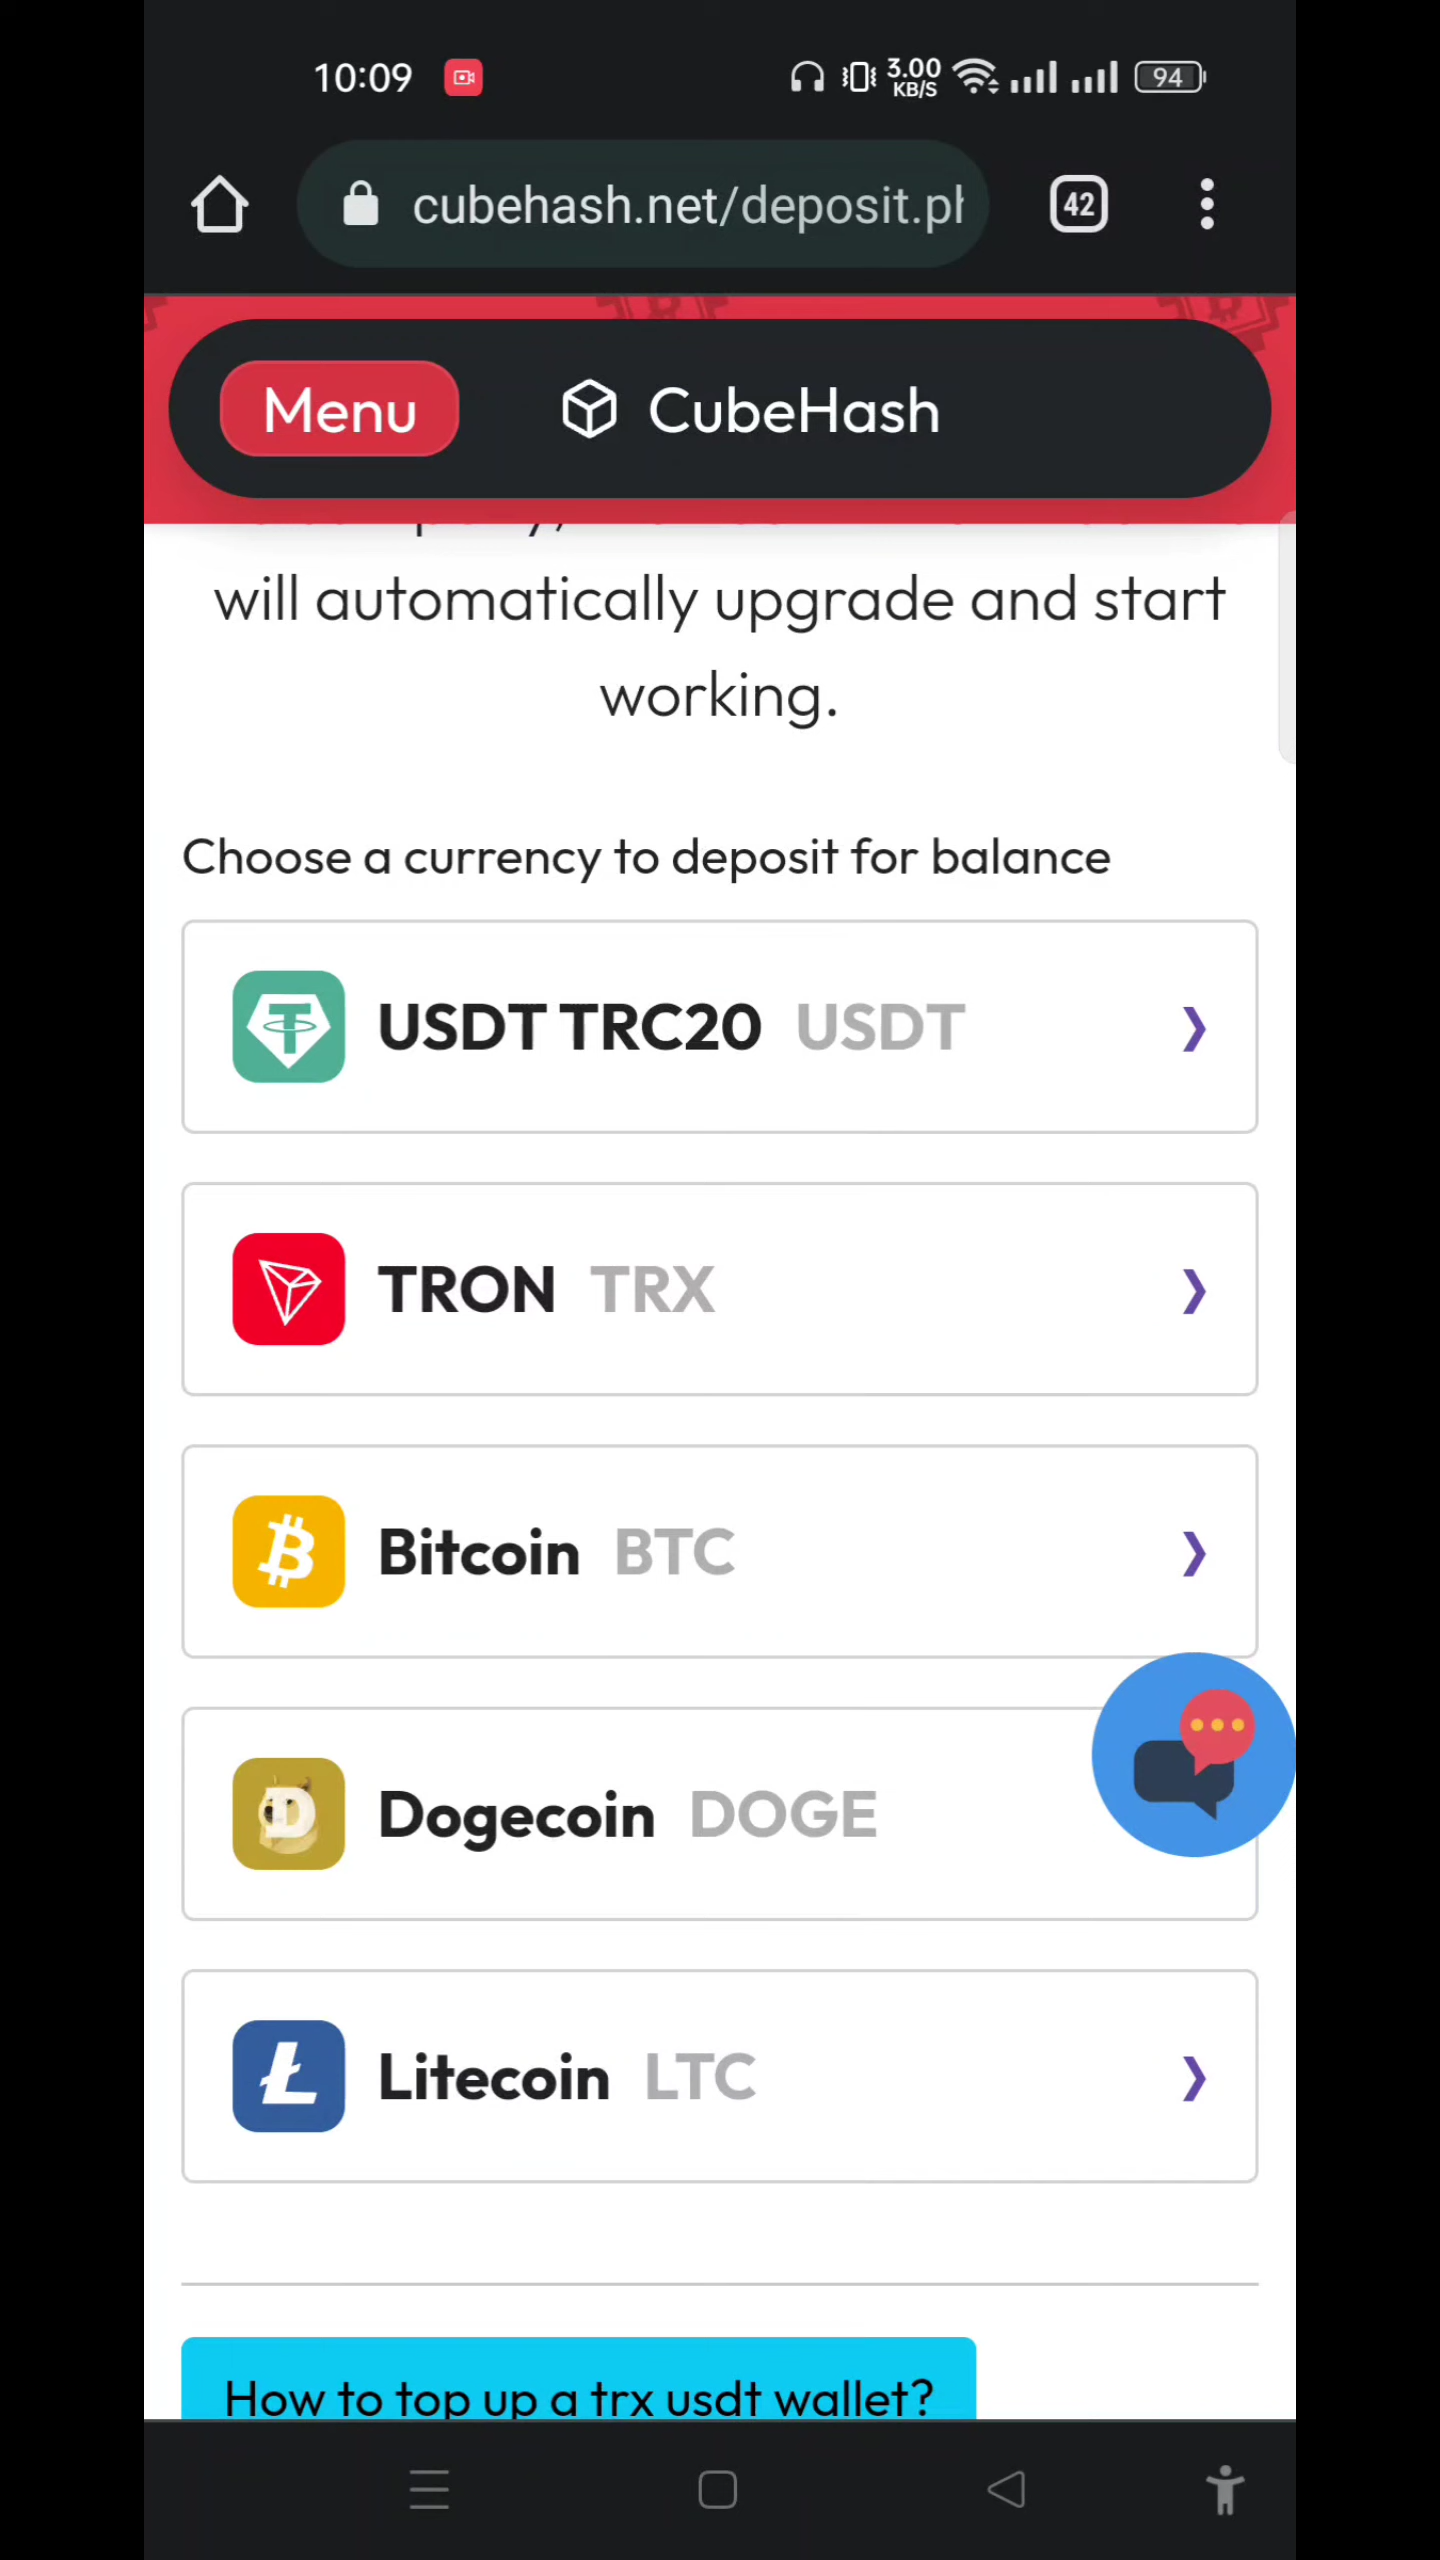 10:09
3.00
KB/S
94
cubehash.net/deposit.pl
42
Menu
CubeHash
will automatically upgrade and start
working.
Choose a currency to deposit for balance
USDT TRC20 USDT
TRON TRX
Bitcoin BTC
Dogecoin DOGE
Litecoin LTC
How to top up a trx usdt wallet?